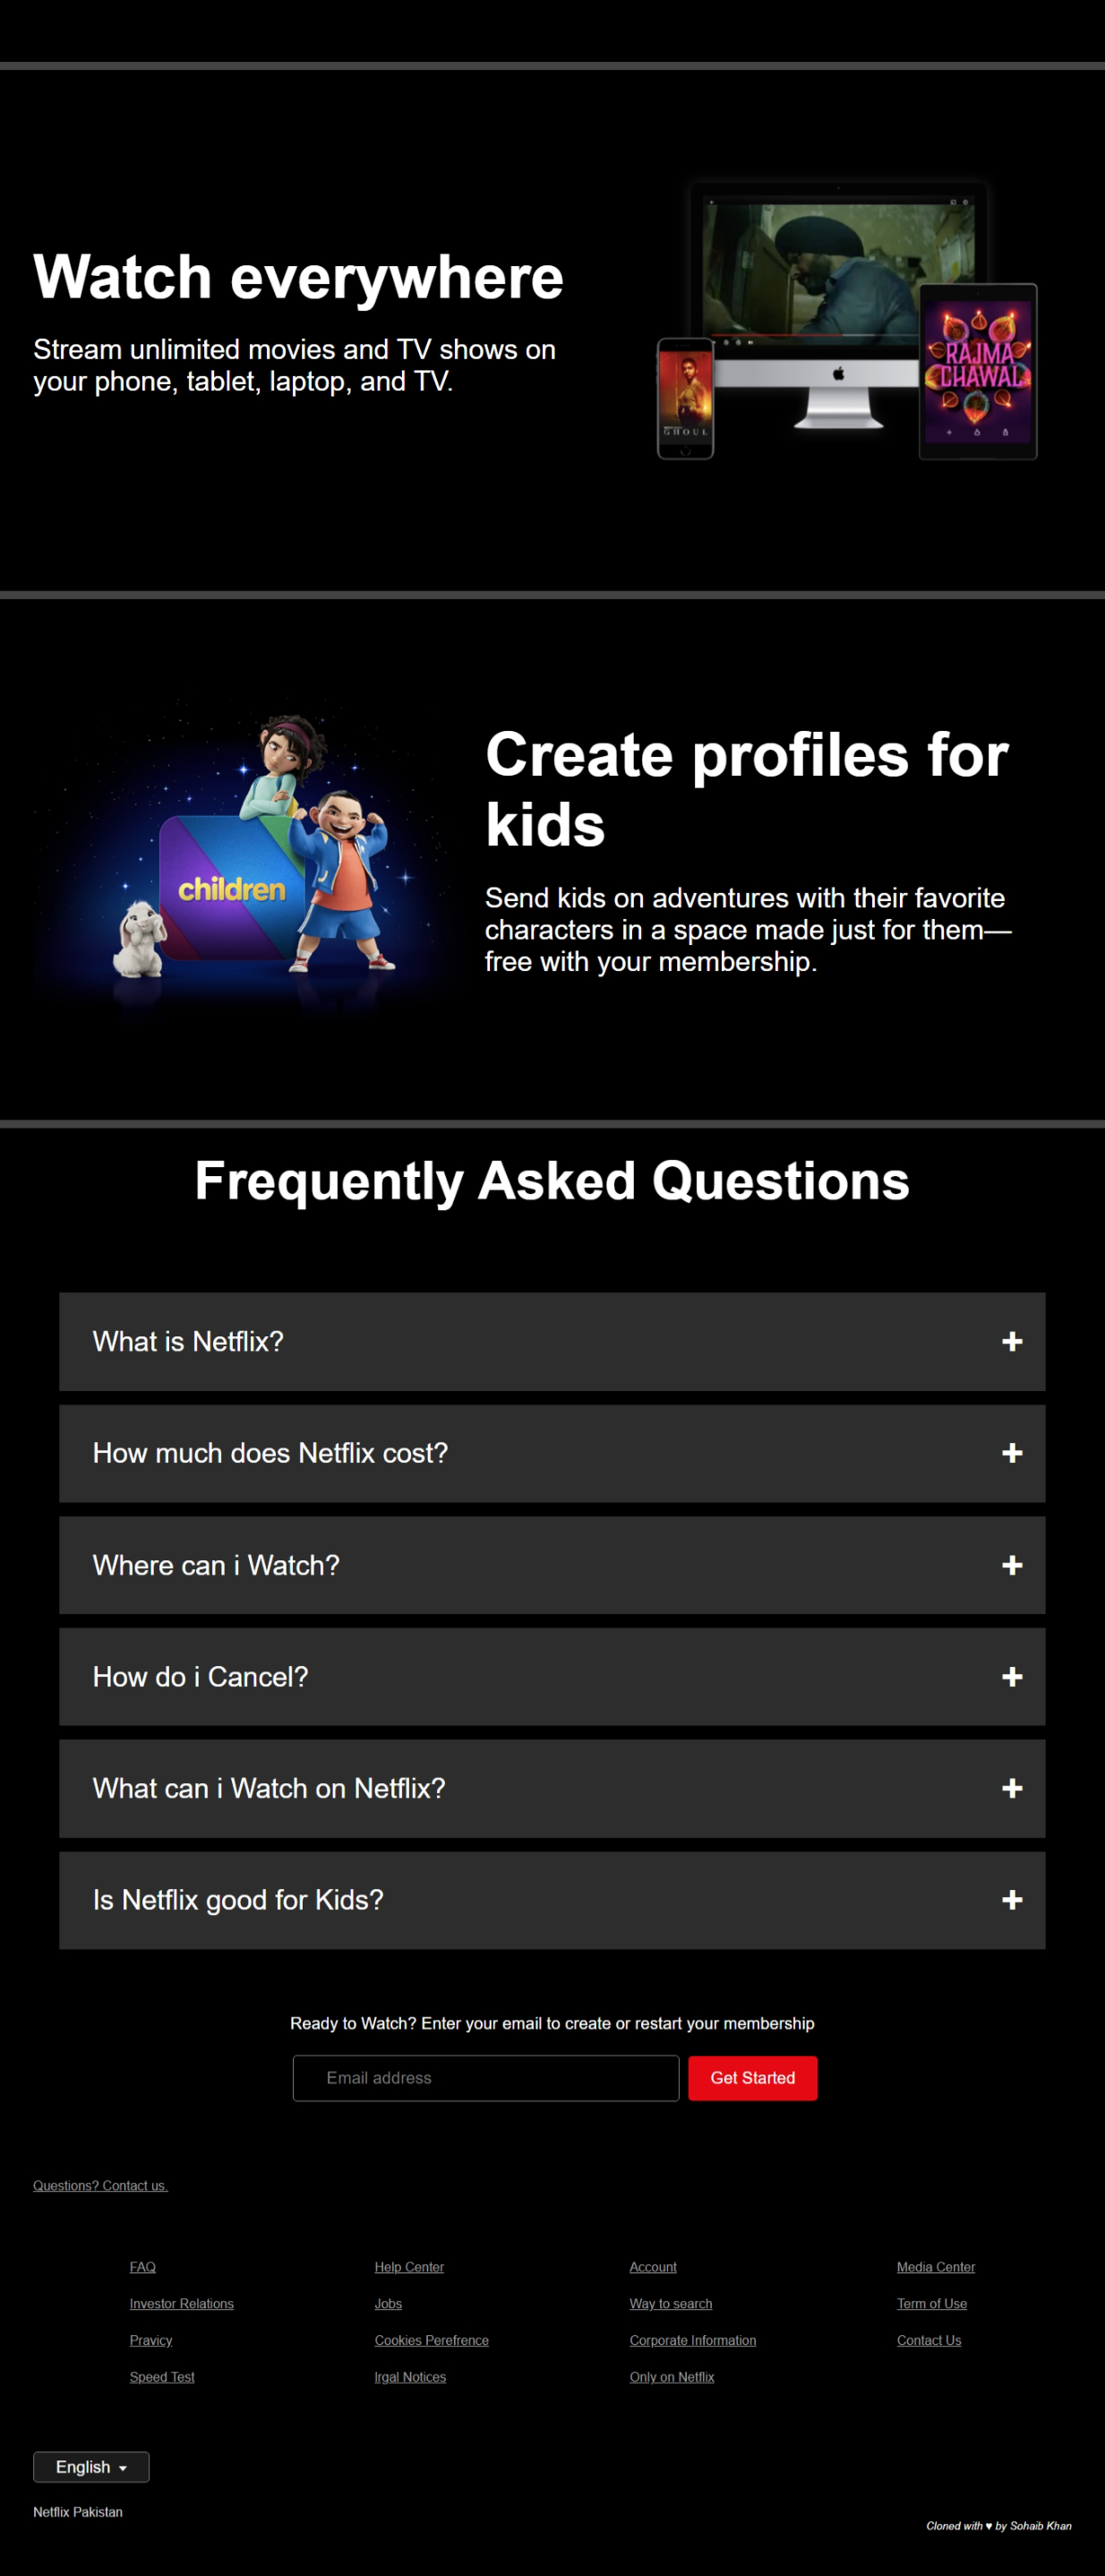 Watch everywhere
Stream unlimited movies and TV shows on
your phone, tablet, laptop, and TV.
RAJMA
CHAWAL
GHOUL
Create profiles for
kids
children
Send kids on adventures with their favorite
characters in a space made just for them—
free with your membership.
Frequently Asked Questions
What is Netflix? +
How much does Netflix cost? +
Where can i Watch? +
How do i Cancel? +
What can i Watch on Netflix? +
Is Netflix good for Kids? +
Ready to Watch? Enter your email to create or restart your membership
Email address Get Started
Questions? Contact us.
FAQ Help Center Account Media Center
Investor Relations Jobs Way to search Term of Use
Pravicy Cookies Perefrence Corporate Information Contact Us
Speed Test lrgal Notices Only on Netflix
English
Netflix Pakistan
Cloned with ♥ by Sohaib Khan